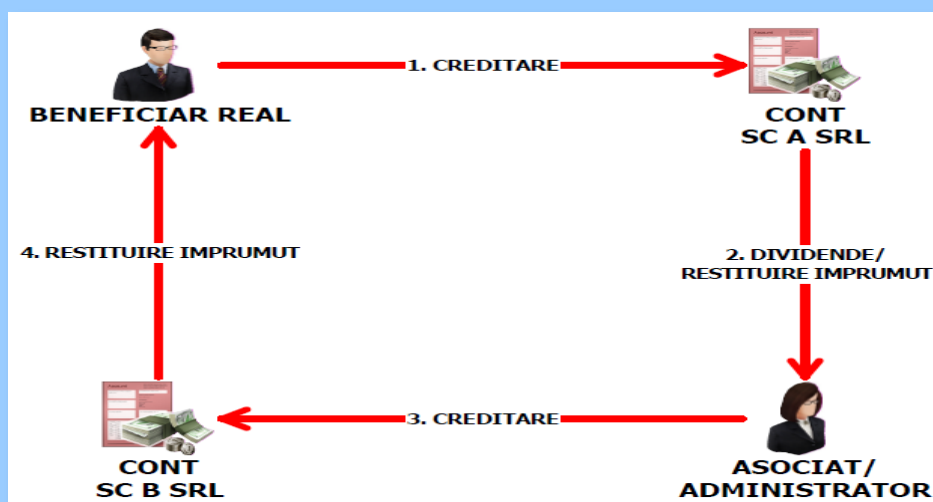 1. CREDITARE
BENEFICIAR REAL
CONT
SC A SRL
4. RESTITUIRE IMPRUMUT
2. DIVIDENDE/
RESTITUIRE IMPRUMUT
3. CREDITARE
CONT
SC B SRL
ASOCIAT/
ADMINISTRATOR